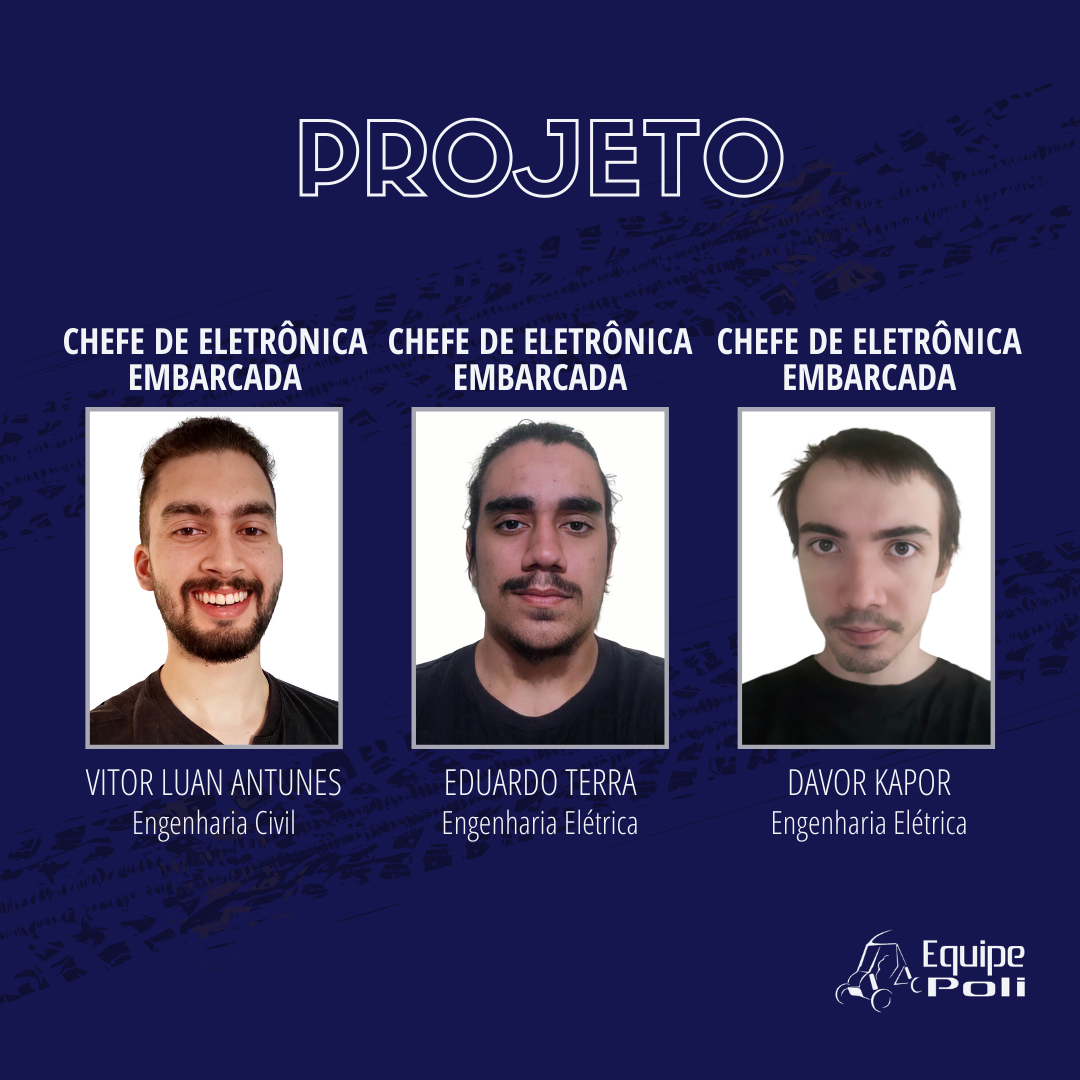 PROJETO
CHEFE DE ELETRÔNICA
EMBARCADA
CHEFE DE ELETRÔNICA
EMBARCADA
CHEFE DE ELETRÔNICA
EMBARCADA
VITOR LUAN ANTUNES
Engenharia Civil
EDUARDO TERRA
Engenharia Elétrica
DAVOR KAPOR
Engenharia Elétrica
Equipe
Poli